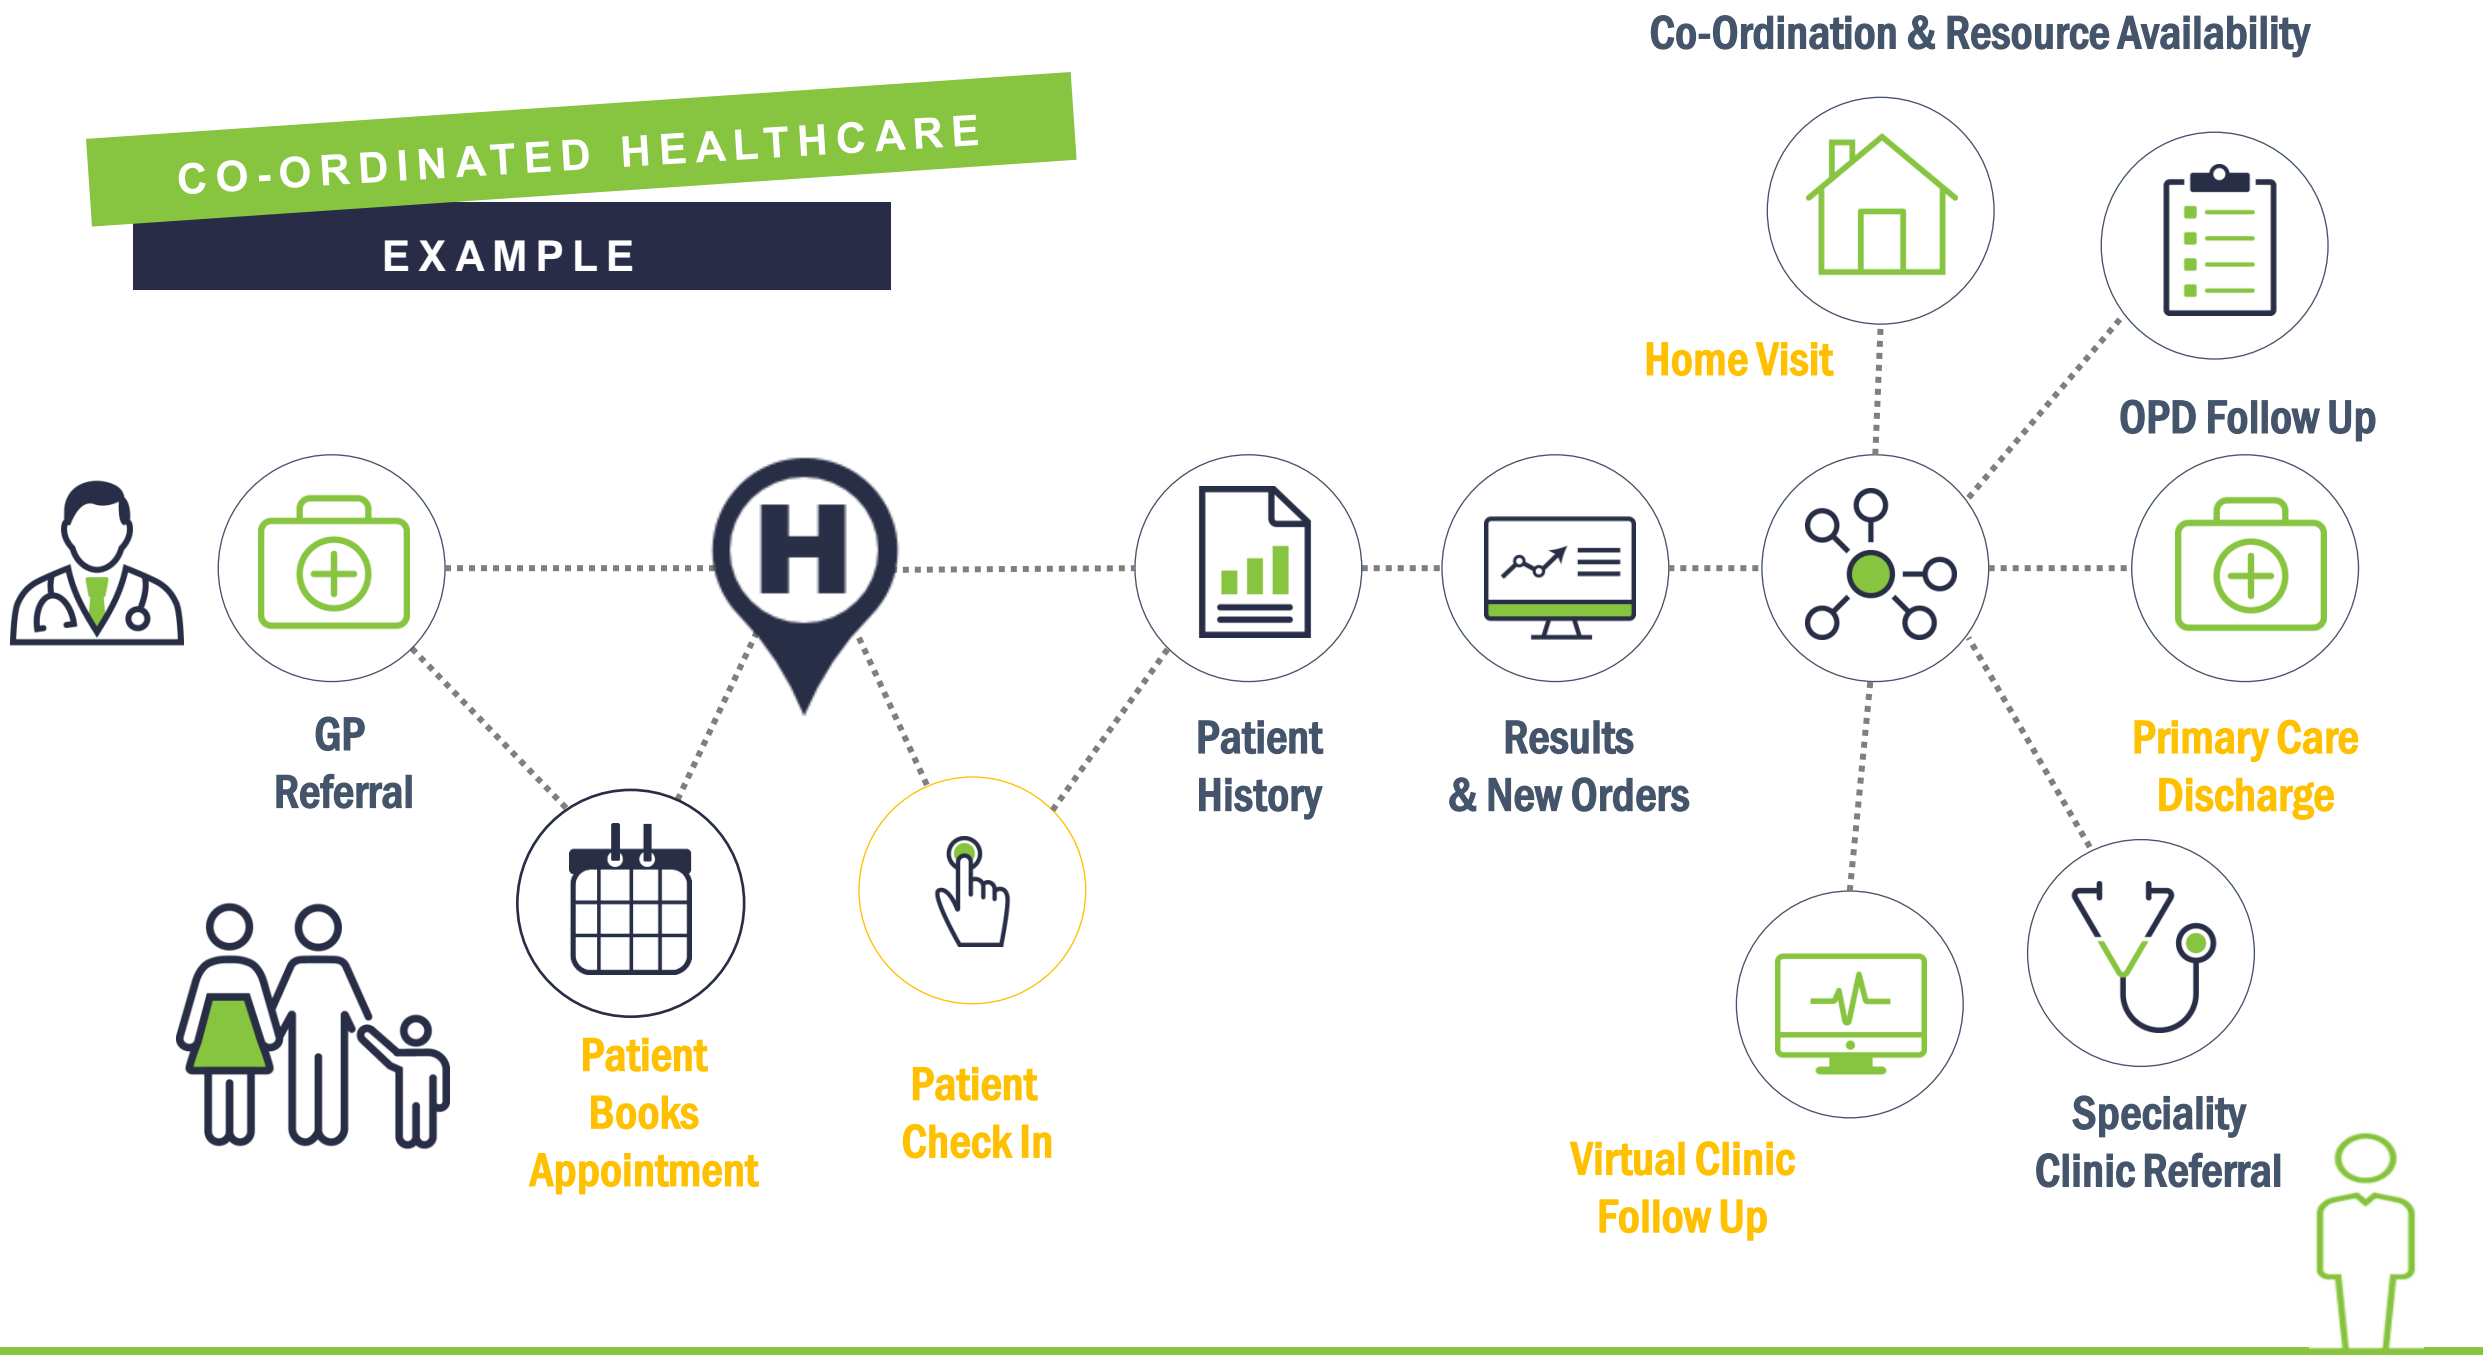 Co-Ordination & Resource Availability
CO-ORDINATED HEALTHCARE
EXAMPLE
Home Visit
OPD Follow Up
H
GP
Referral
Patient
History
Results
& New Orders
Primary Care
Discharge
Patient
Books
Appointment
Patient
Check In
Virtual Clinic
Follow Up
Speciality
Clinic Referral